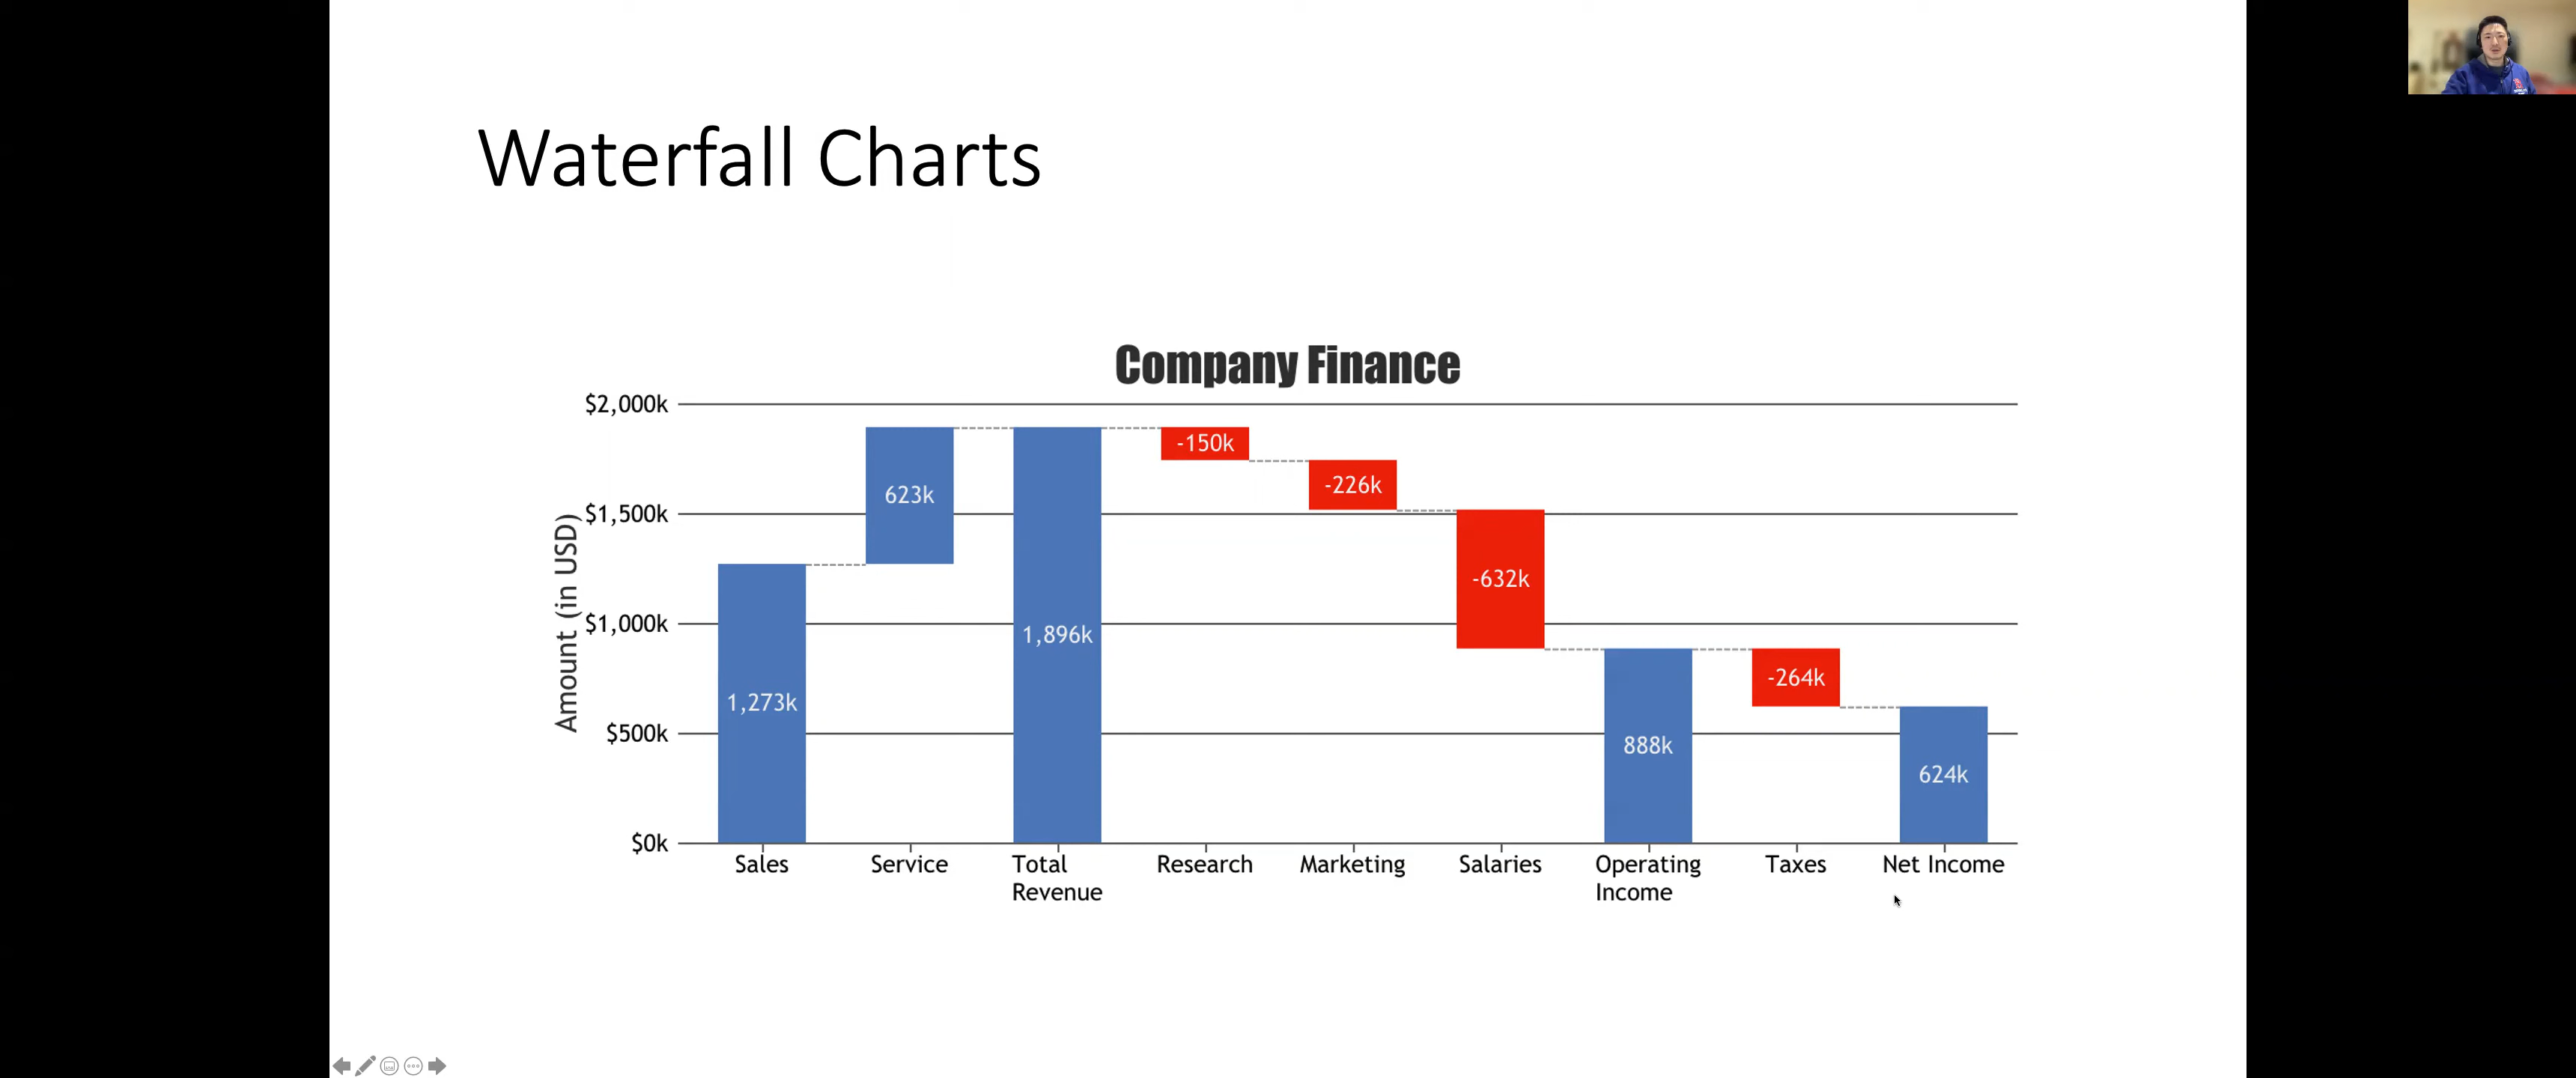 Waterfall Charts
Company Finance
Amount (in USD)
$2,000k
$1,500k
$1,000k
$500k
$0k
1,273k
623k
1,896k
-150k
-226k
-632k
888k
-264k
624k
Sales
Service
Total
Revenue
Research
Marketing
Salaries
Operating
Income
Taxes
Net Income